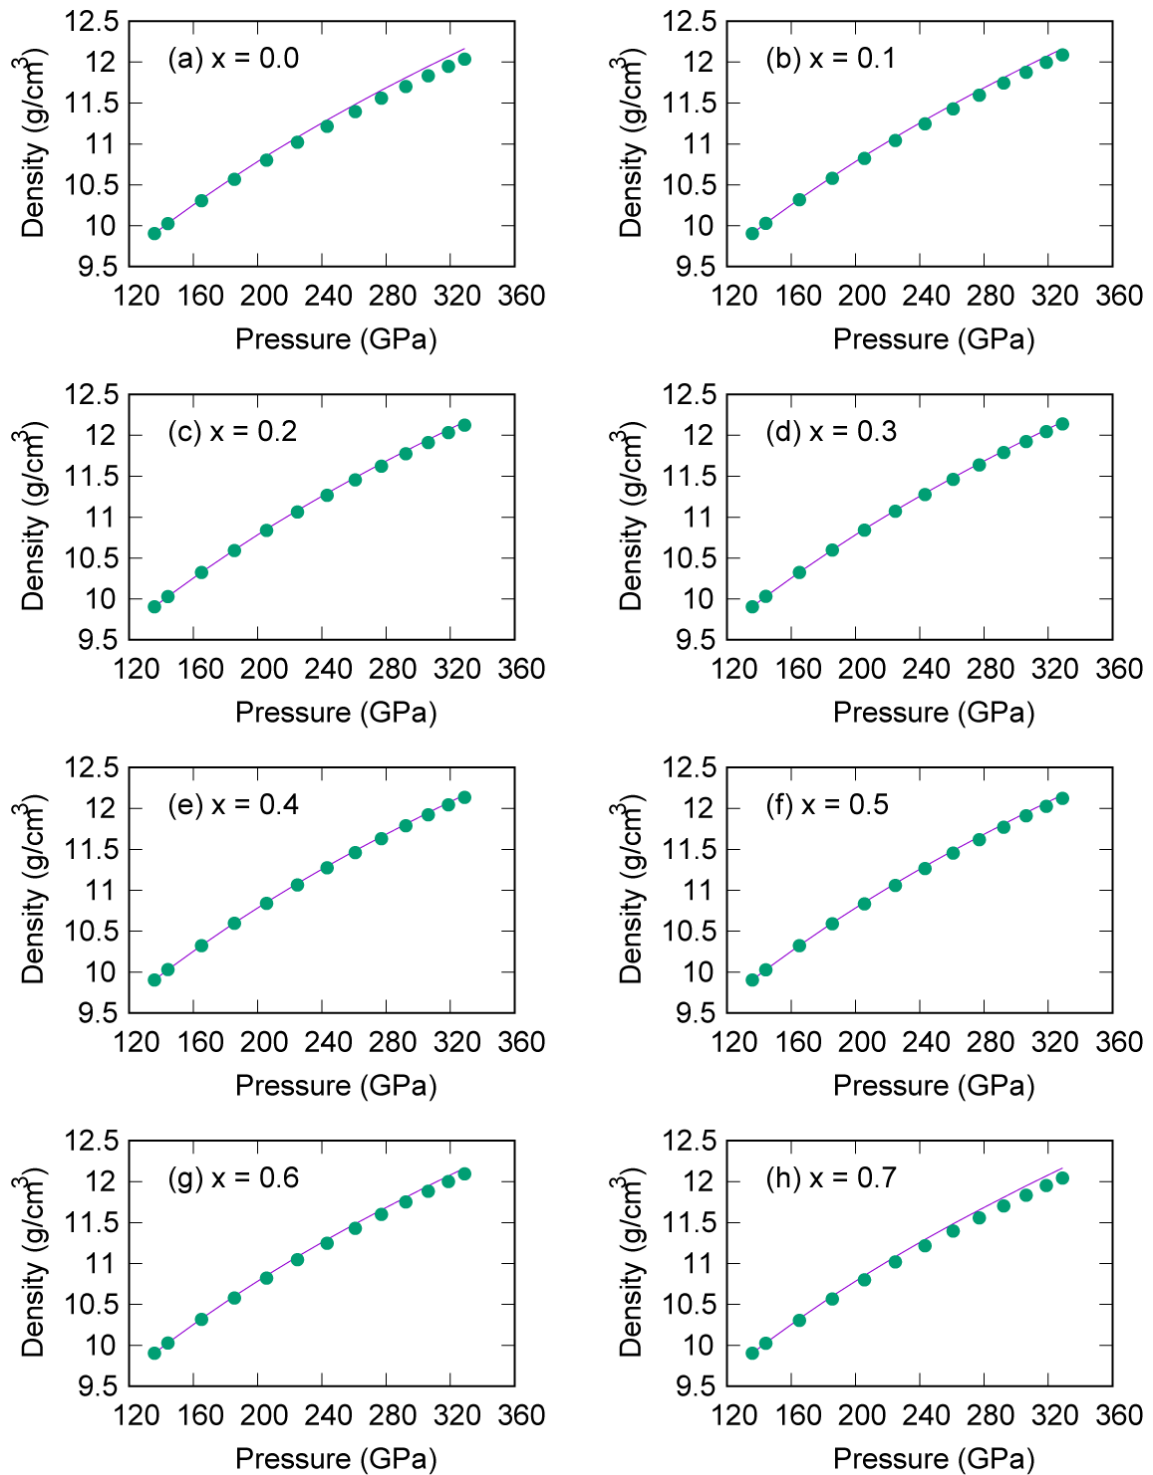 12.5
12
11.5
11
10.5
10
9.5
Density (g/cm³)
(a) x = 0.0
120 160 200 240 280 320 360
Pressure (GPa)
12.5
12
11.5
11
10.5
10
9.5
Density (g/cm³)
(b) x = 0.1
120 160 200 240 280 320 360
Pressure (GPa)
12.5
12
11.5
11
10.5
10
9.5
Density (g/cm³)
(c) x = 0.2
120 160 200 240 280 320 360
Pressure (GPa)
12.5
12
11.5
11
10.5
10
9.5
Density (g/cm³)
(d) x = 0.3
120 160 200 240 280 320 360
Pressure (GPa)
12.5
12
11.5
11
10.5
10
9.5
Density (g/cm³)
(e) x = 0.4
120 160 200 240 280 320 360
Pressure (GPa)
12.5
12
11.5
11
10.5
10
9.5
Density (g/cm³)
(f) x = 0.5
120 160 200 240 280 320 360
Pressure (GPa)
12.5
12
11.5
11
10.5
10
9.5
Density (g/cm³)
(g) x = 0.6
120 160 200 240 280 320 360
Pressure (GPa)
12.5
12
11.5
11
10.5
10
9.5
Density (g/cm³)
(h) x = 0.7
120 160 200 240 280 320 360
Pressure (GPa)